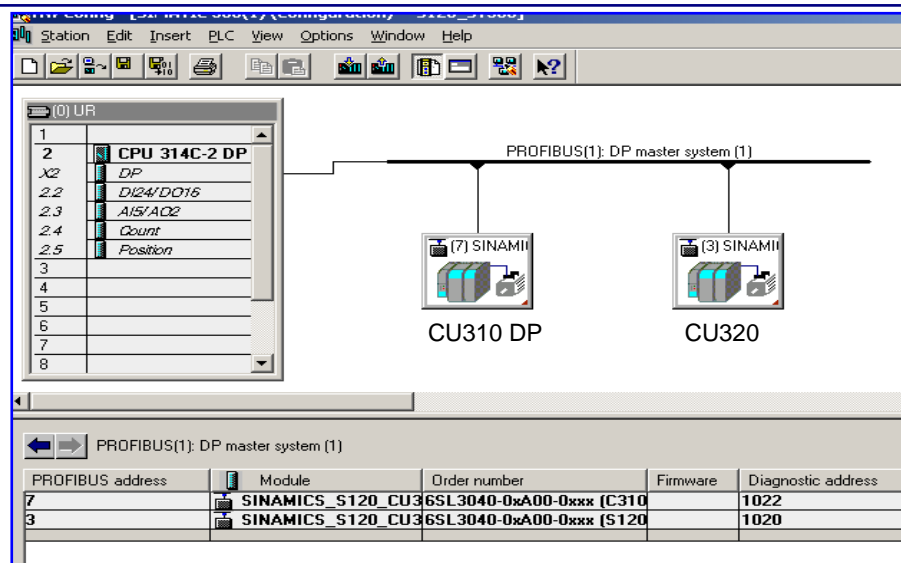 Station Edit Insert PLC View Options Window Help
(0) UR
1
2 CPU 314C-2 DP
X2 DP
2.2 DI24/DO16
2.3 AI5/AO2
2.4 Count
2.5 Position
3
4
5
6
7
8
PROFIBUS(1): DP master system (1)
(7) SINAMI
(3) SINAMI
CU310 DP
CU320
PROFIBUS(1): DP master system (1)
PROFIBUS address Module Order number Firmware Diagnostic address
7 SINAMICS_S120_CU3 6SL3040-0xA00-0xxx (C310 1022
3 SINAMICS_S120_CU3 6SL3040-0xA00-0xxx (S120 1020